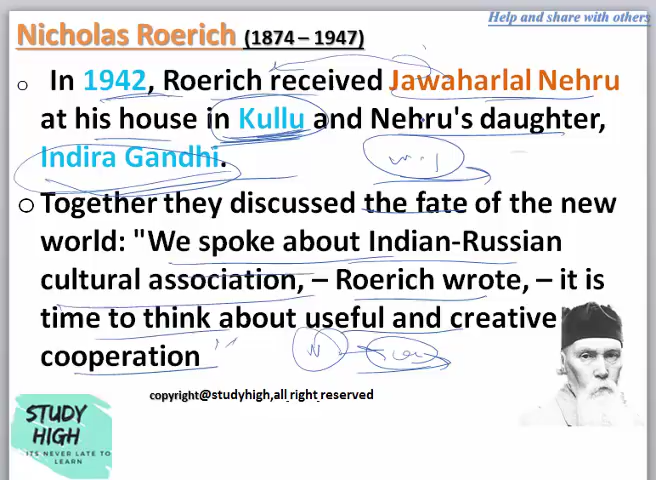 Help and share with others
Nicholas Roerich (1874 – 1947)
In 1942, Roerich received Jawaharlal Nehru
at his house in Kullu and Nehru's daughter,
Indira Gandhi.
Together they discussed the fate of the new
world: "We spoke about Indian-Russian
cultural association, – Roerich wrote, – it is
time to think about useful and creative
cooperation "
N
copyright@studyhigh,all right reserved
STUDY
HIGH
ITS NEVER LATE TO
LEARN